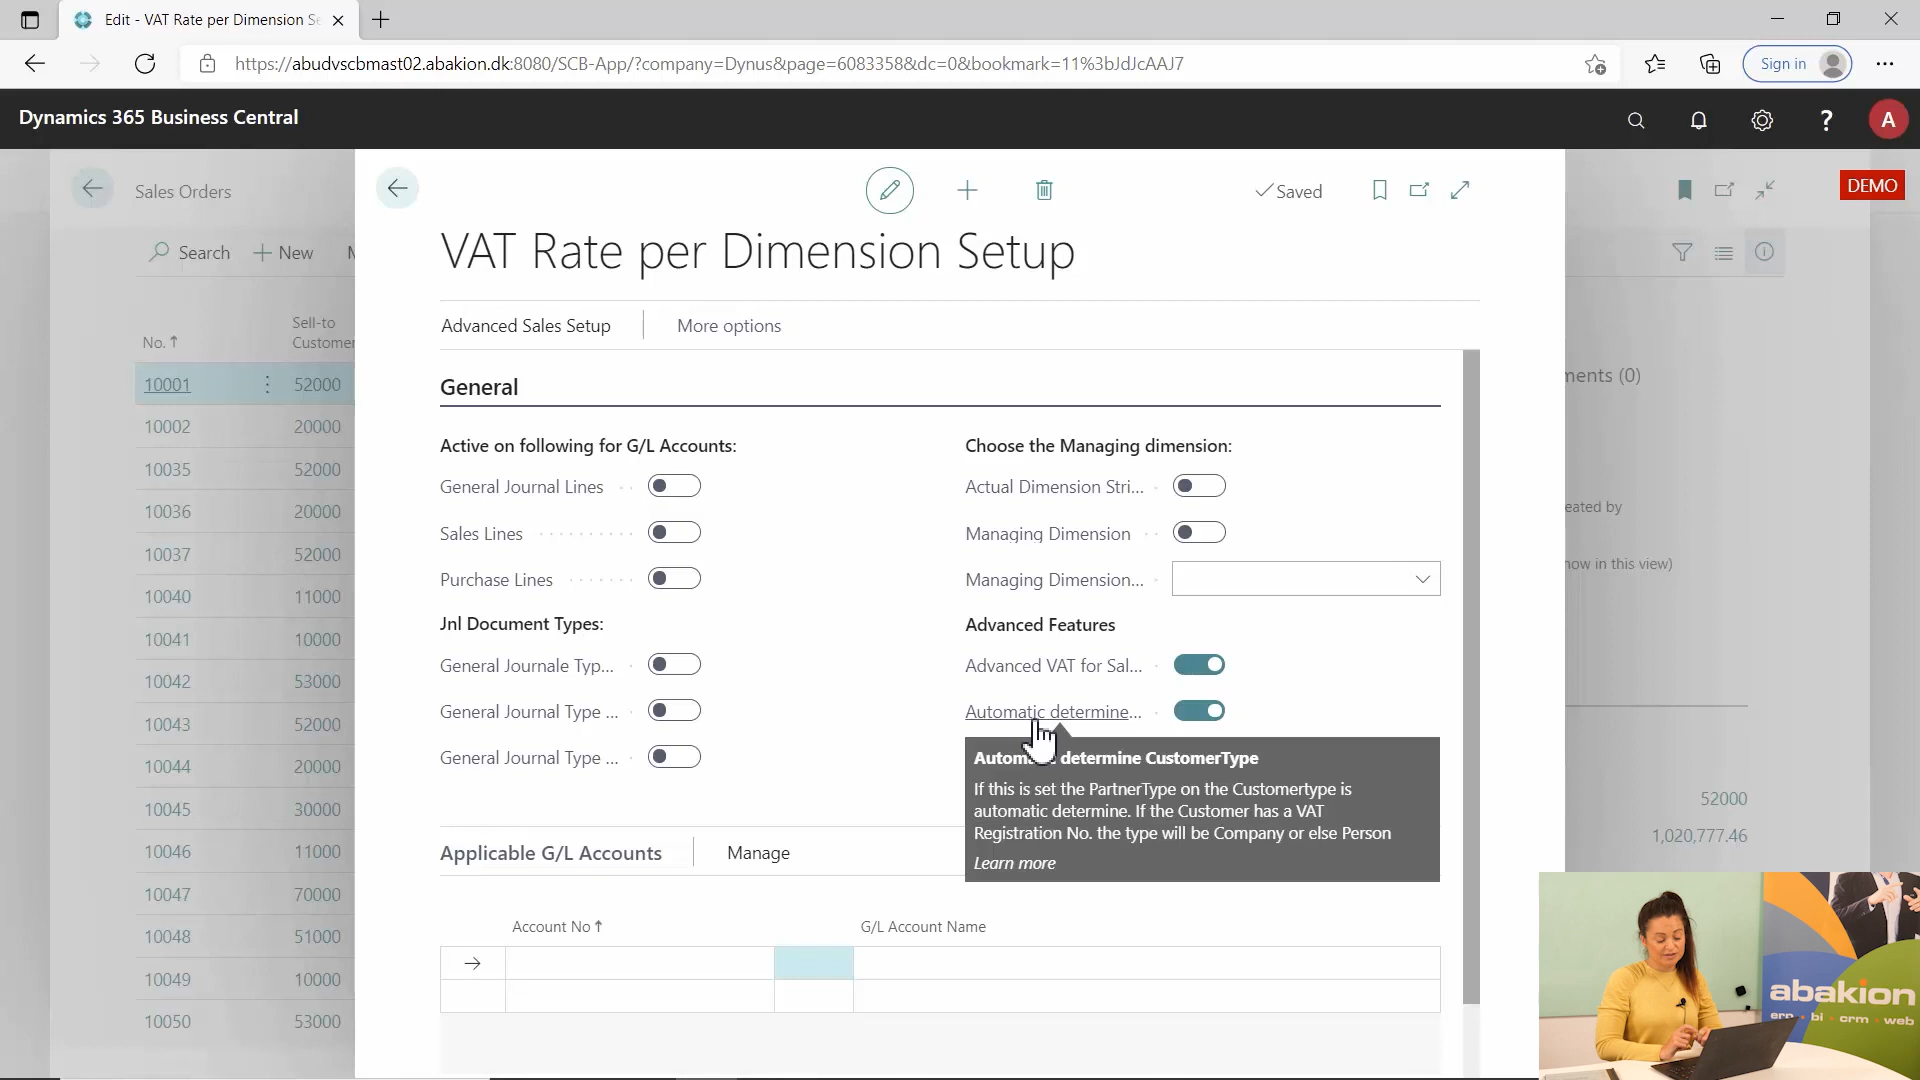 Edit - VAT Rate per Dimension Se
https://abudvscbmast02.abakion.dk:8080/SCB-App/?company=Dynus&page=6083358&dc=0&bookmark=11%3bJdJcAAJ7
Sign in
Dynamics 365 Business Central
A
Sales Orders
Saved
DEMO
VAT Rate per Dimension Setup
Search
New
Advanced Sales Setup
More options
Sell-to
Customer
No.
General
ments (0)
10001
52000
10002
20000
10035
52000
10036
20000
10037
52000
10040
11000
10041
10000
10042
53000
10043
52000
10044
20000
10045
30000
10046
11000
10047
70000
10048
51000
10049
10000
10050
53000
Active on following for G/L Accounts:
General Journal Lines
Sales Lines
Purchase Lines
Jnl Document Types:
General Journale Typ...
General Journal Type ...
General Journal Type ...
Choose the Managing dimension:
Actual Dimension Stri...
Managing Dimension
Managing Dimension...
Advanced Features
Advanced VAT for Sal...
Automatic determine...
determine CustomerType
If this is set the PartnerType on the Customertype is
automatic determine. If the Customer has a VAT
Registration No. the type will be Company or else Person
Learn more
Applicable G/L Accounts
Manage
Account No
G/L Account Name
eated by
now in this view)
52000
1,020,777.46
abakion
erp bi crm web